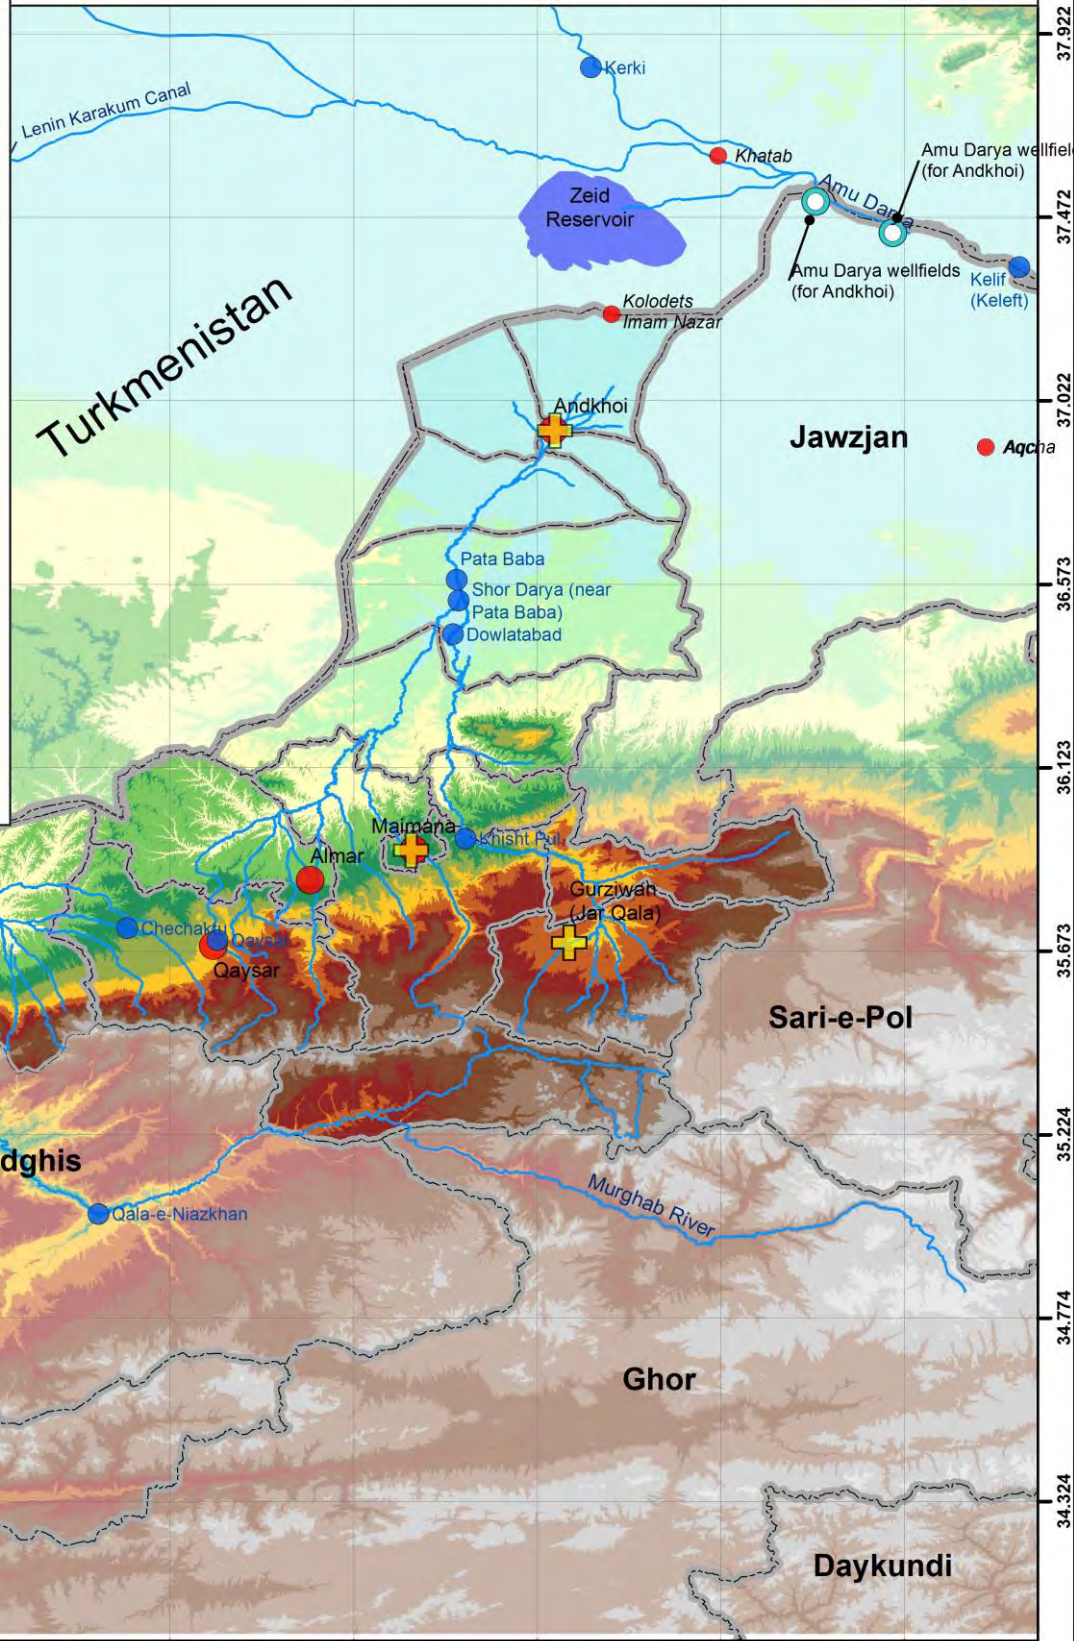 37.922
Kerki
Lenin Karakum Canal
Khatab
Amu Darya wellfiel
(for Andkhoi)
Amu Darya
Zeid
Reservoir
37.472
Amu Darya wellfields
(for Andkhoi)
Kelif
(Keleft)
Kolodets
Imam Nazar
Turkmenistan
37.022
Andkhoi
Jawzjan
Aqcha
Pata Baba
36.573
Shor Darya (near
Pata Baba)
Dowlatabad
36.123
Maimana
Khisht Pul
Almar
Gurziwan
(Jar Qala)
Chechaktu
Qaysar
Qaysar
35.673
Sari-e-Pol
35.224
dghis
Murghab River
Qala-e-Niazkhan
34.774
Ghor
34.324
Daykundi